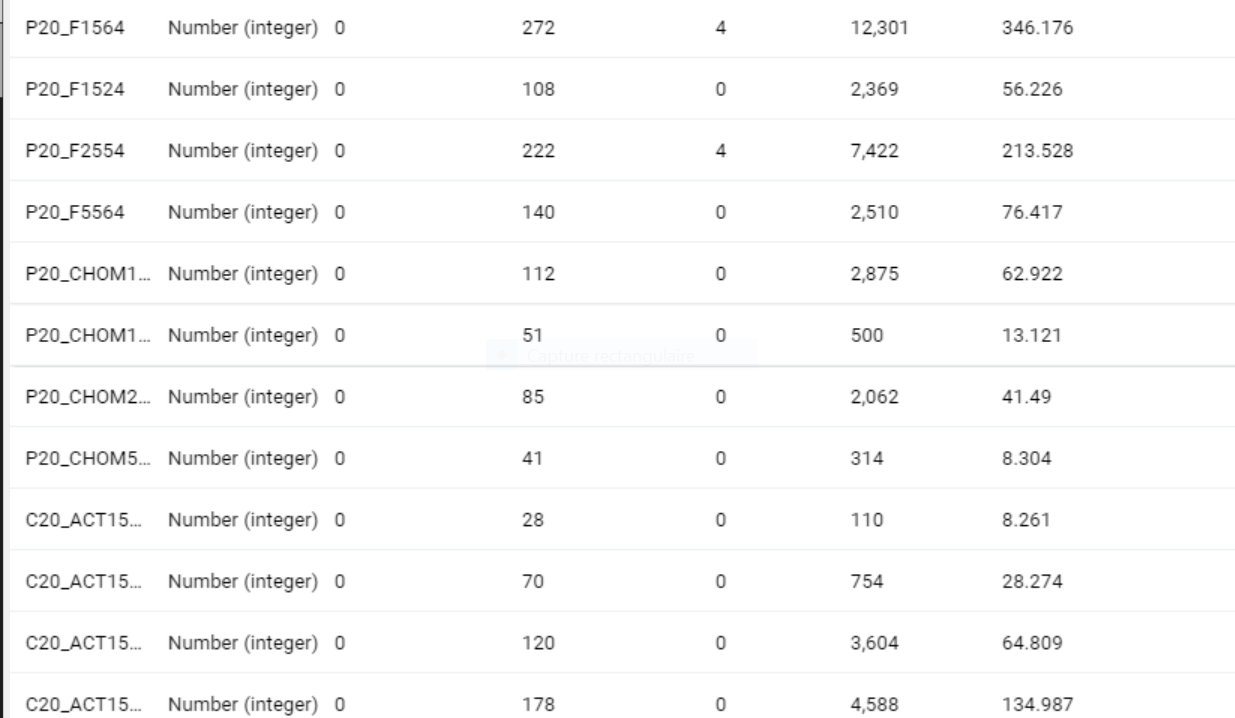 P20_F1564 Number (integer) 0 272 4 12,301 346.176
P20_F1524 Number (integer) 0 108 0 2,369 56.226
P20_F2554 Number (integer) 0 222 4 7,422 213.528
P20_F5564 Number (integer) 0 140 0 2,510 76.417
P20_CHOM1... Number (integer) 0 112 0 2,875 62.922
P20_CHOM1... Number (integer) 0 51 0 500 13.121
Capture rectangulaire
P20_CHOM2... Number (integer) 0 85 0 2,062 41.49
P20_CHOM5... Number (integer) 0 41 0 314 8.304
C20_ACT15... Number (integer) 0 28 0 110 8.261
C20_ACT15... Number (integer) 0 70 0 754 28.274
C20_ACT15... Number (integer) 0 120 0 3,604 64.809
C20_ACT15... Number (integer) 0 178 0 4,588 134.987